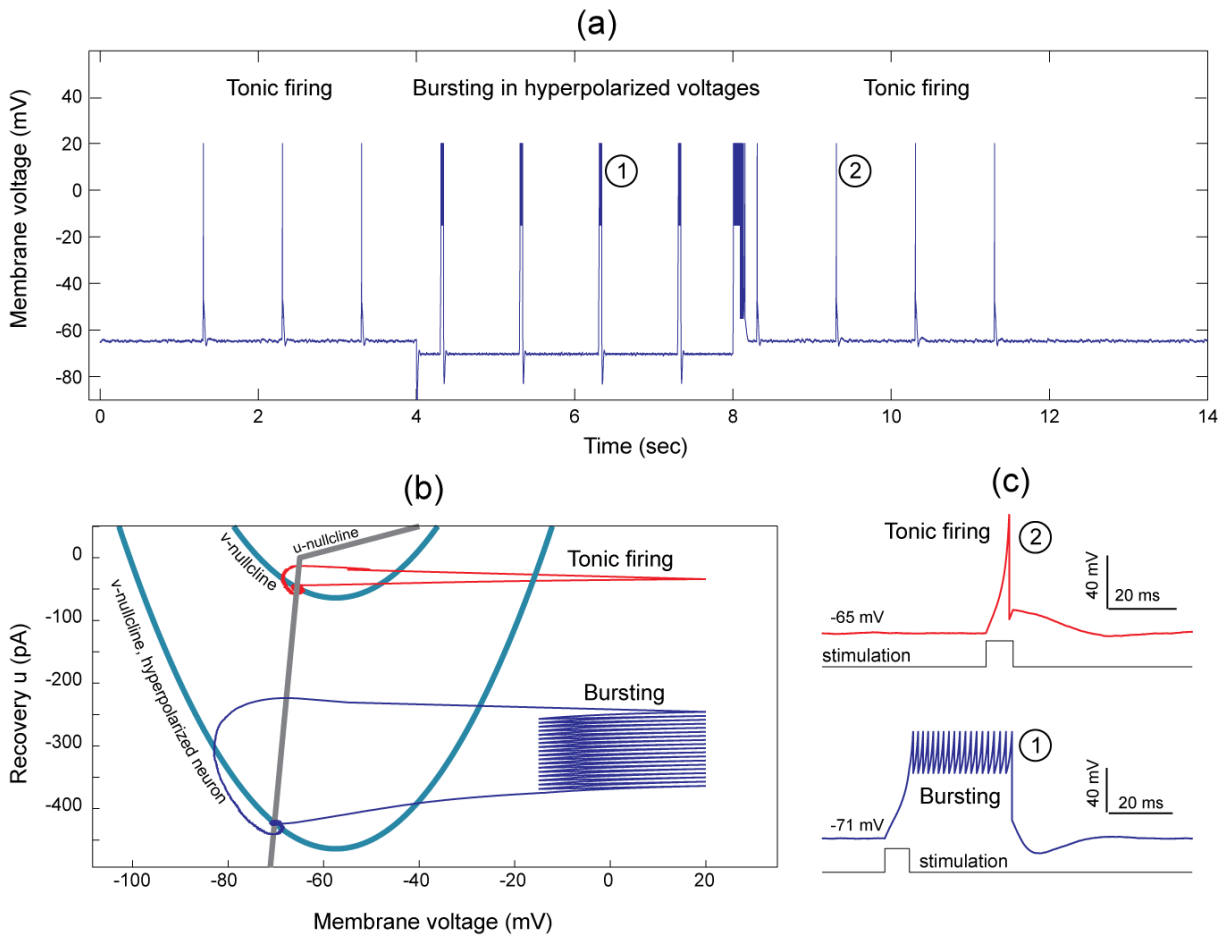 (a)
Tonic firing Bursting in hyperpolarized voltages Tonic firing
Membrane voltage (mV)
40
20
0
-20
-40
-60
-80
1
2
0 2 4 6 8 10 12 14
Time (sec)
(b)
Recovery u (pA)
0
-100
-200
-300
-400
u-nullcline
v-nullcline
v-nullcline, hyperpolarized neuron
Tonic firing
Bursting
-100 -80 -60 -40 -20 0 20
Membrane voltage (mV)
(c)
Tonic firing
2
40 mV
20 ms
-65 mV
stimulation
1
Bursting
40 mV
20 ms
-71 mV
stimulation